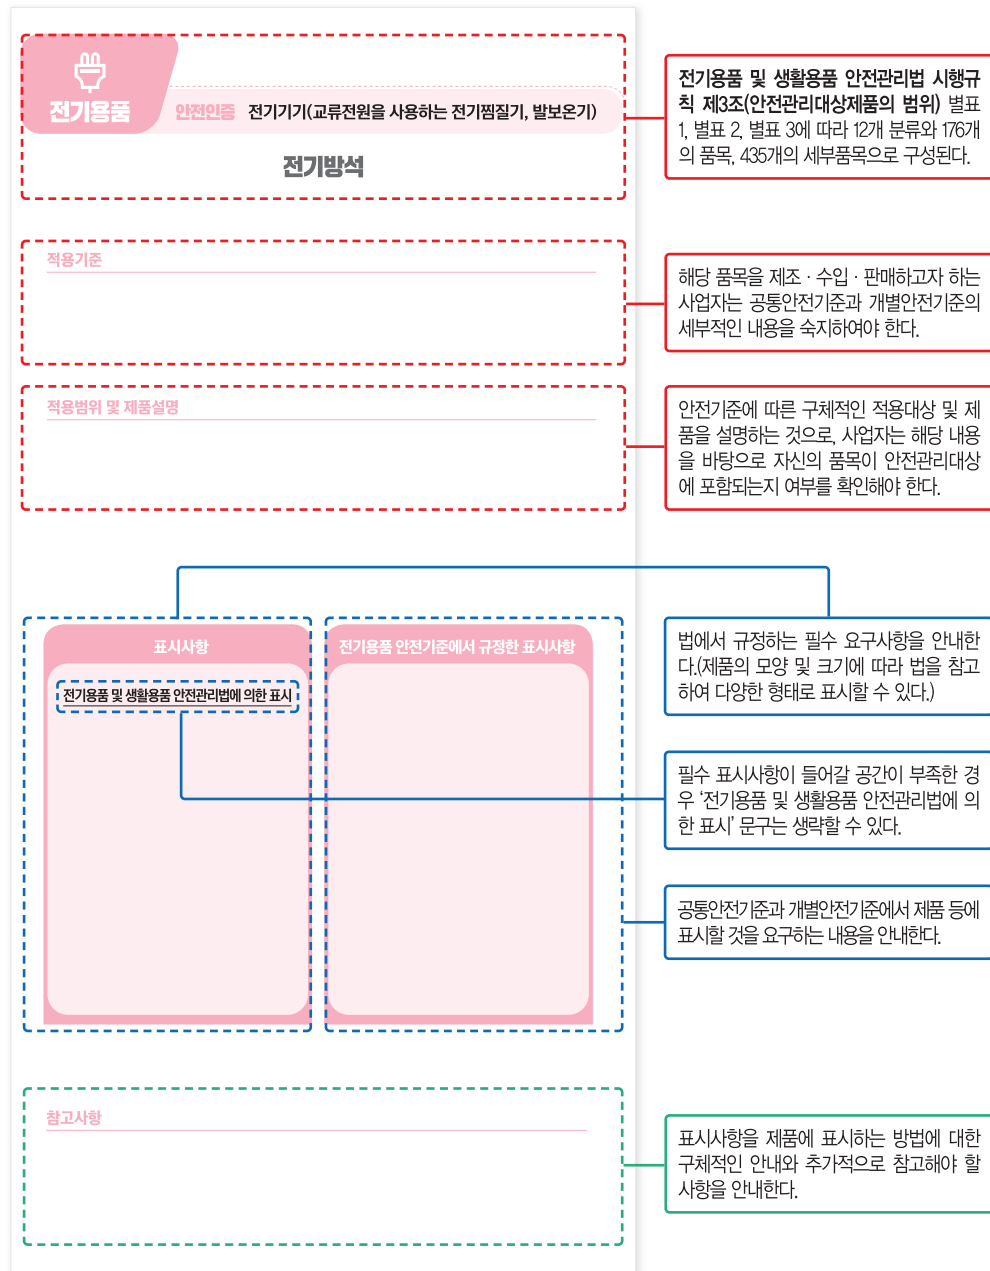 전기용품
안전인증 전기기기(교류전원을 사용하는 전기찜질기, 발보온기)
전기방석
전기용품 및 생활용품 안전관리법 시행규
칙 제3조(안전관리대상제품의 범위) 별표
1, 별표 2, 별표 3에 따라 12개 분류와 176개
의 품목, 435개의 세부품목으로 구성된다.
적용기준
해당 품목을 제조 · 수입 · 판매하고자 하는
사업자는 공통안전기준과 개별안전기준의
세부적인 내용을 숙지하여야 한다.
적용범위 및 제품설명
안전기준에 따른 구체적인 적용대상 및 제
품을 설명하는 것으로, 사업자는 해당 내용
을 바탕으로 자신의 품목이 안전관리대상
에 포함되는지 여부를 확인해야 한다.
표시사항
전기용품 및 생활용품 안전관리법에 의한 표시
전기용품 안전기준에서 규정한 표시사항
법에서 규정하는 필수 요구사항을 안내한
다.(제품의 모양 및 크기에 따라 법을 참고
하여 다양한 형태로 표시할 수 있다.)
필수 표시사항이 들어갈 공간이 부족한 경
우 ‘전기용품 및 생활용품 안전관리법에 의
한 표시’ 문구는 생략할 수 있다.
공통안전기준과 개별안전기준에서 제품 등에
표시할 것을 요구하는 내용을 안내한다.
참고사항
표시사항을 제품에 표시하는 방법에 대한
구체적인 안내와 추가적으로 참고해야 할
사항을 안내한다.